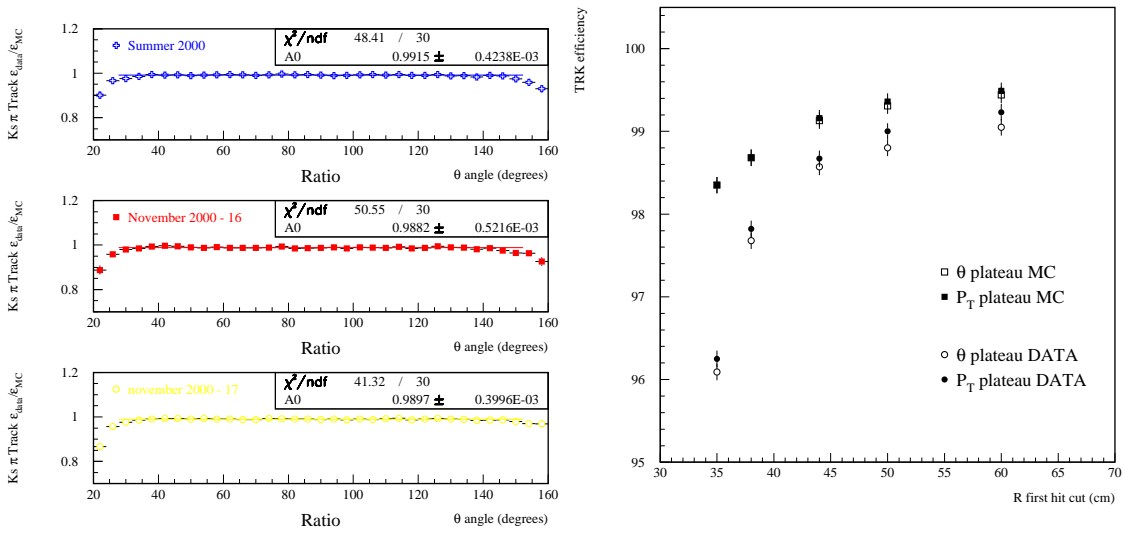 Ks π Track ε_data/ε_MC
1.2
1
0.8
Summer 2000
χ²/ndf 48.41 / 30
A0 0.9915 ± 0.4238E-03
20 40 60 80 100 120 140 160
Ratio
θ angle (degrees)
Ks π Track ε_data/ε_MC
1.2
1
0.8
November 2000 - 16
χ²/ndf 50.55 / 30
A0 0.9882 ± 0.5216E-03
20 40 60 80 100 120 140 160
Ratio
θ angle (degrees)
Ks π Track ε_data/ε_MC
1.2
1
0.8
november 2000 - 17
χ²/ndf 41.32 / 30
A0 0.9897 ± 0.3996E-03
20 40 60 80 100 120 140 160
Ratio
θ angle (degrees)
TRK efficiency
100
99
98
97
96
95
θ plateau MC
P_T plateau MC
θ plateau DATA
P_T plateau DATA
30 35 40 45 50 55 60 65 70
R first hit cut (cm)